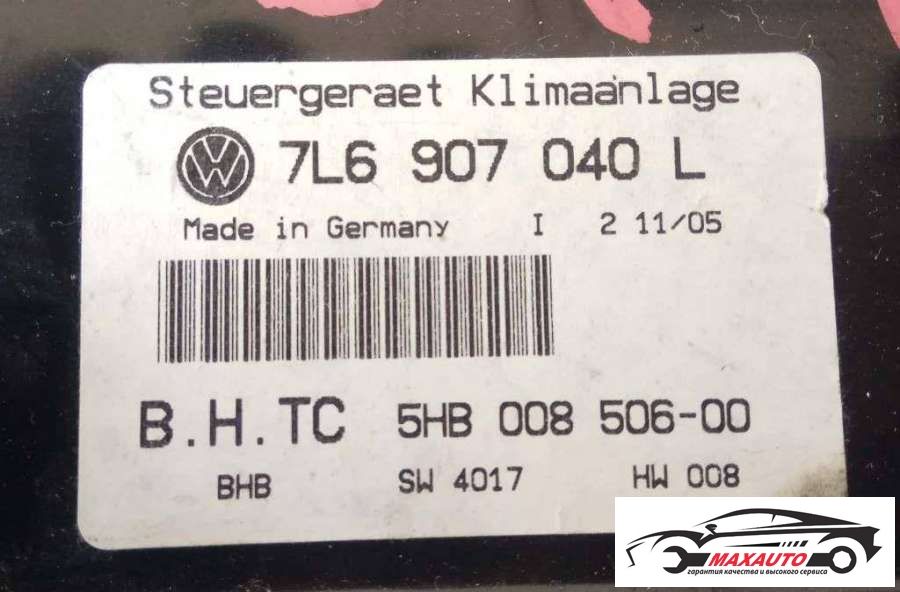 Steuergeraet Klimaanlage
7L6 907 040 L
Made in Germany I 2 11/05
B.H.TC 5HB 008 506-00
BHB SW 4017 HW 008
MAXAUTO
гарантия качества и высокого сервиса